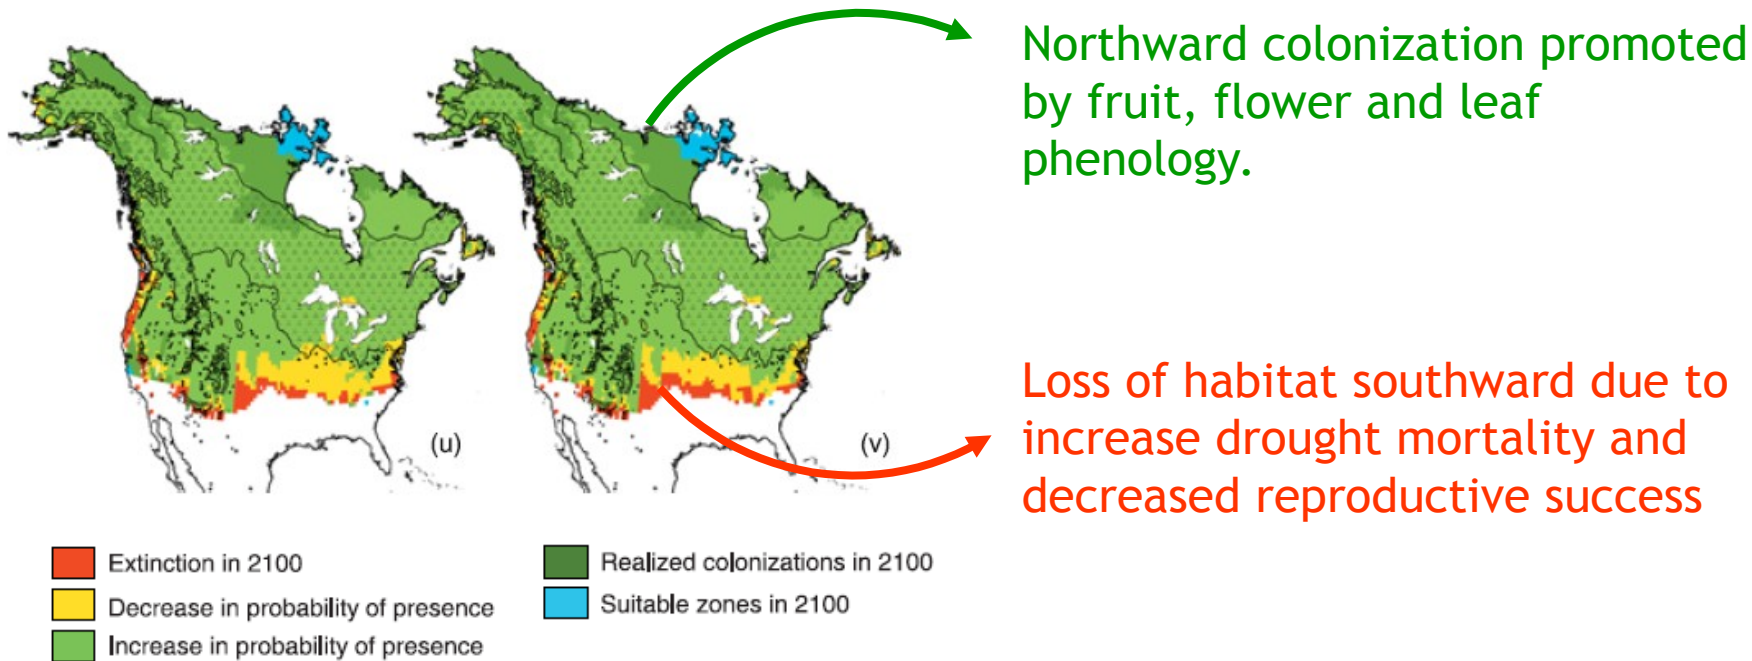 Northward colonization promoted
by fruit, flower and leaf
phenology.
(u)
(v)
Loss of habitat southward due to
increase drought mortality and
decreased reproductive success
Extinction in 2100
Decrease in probability of presence
Increase in probability of presence
Realized colonizations in 2100
Suitable zones in 2100